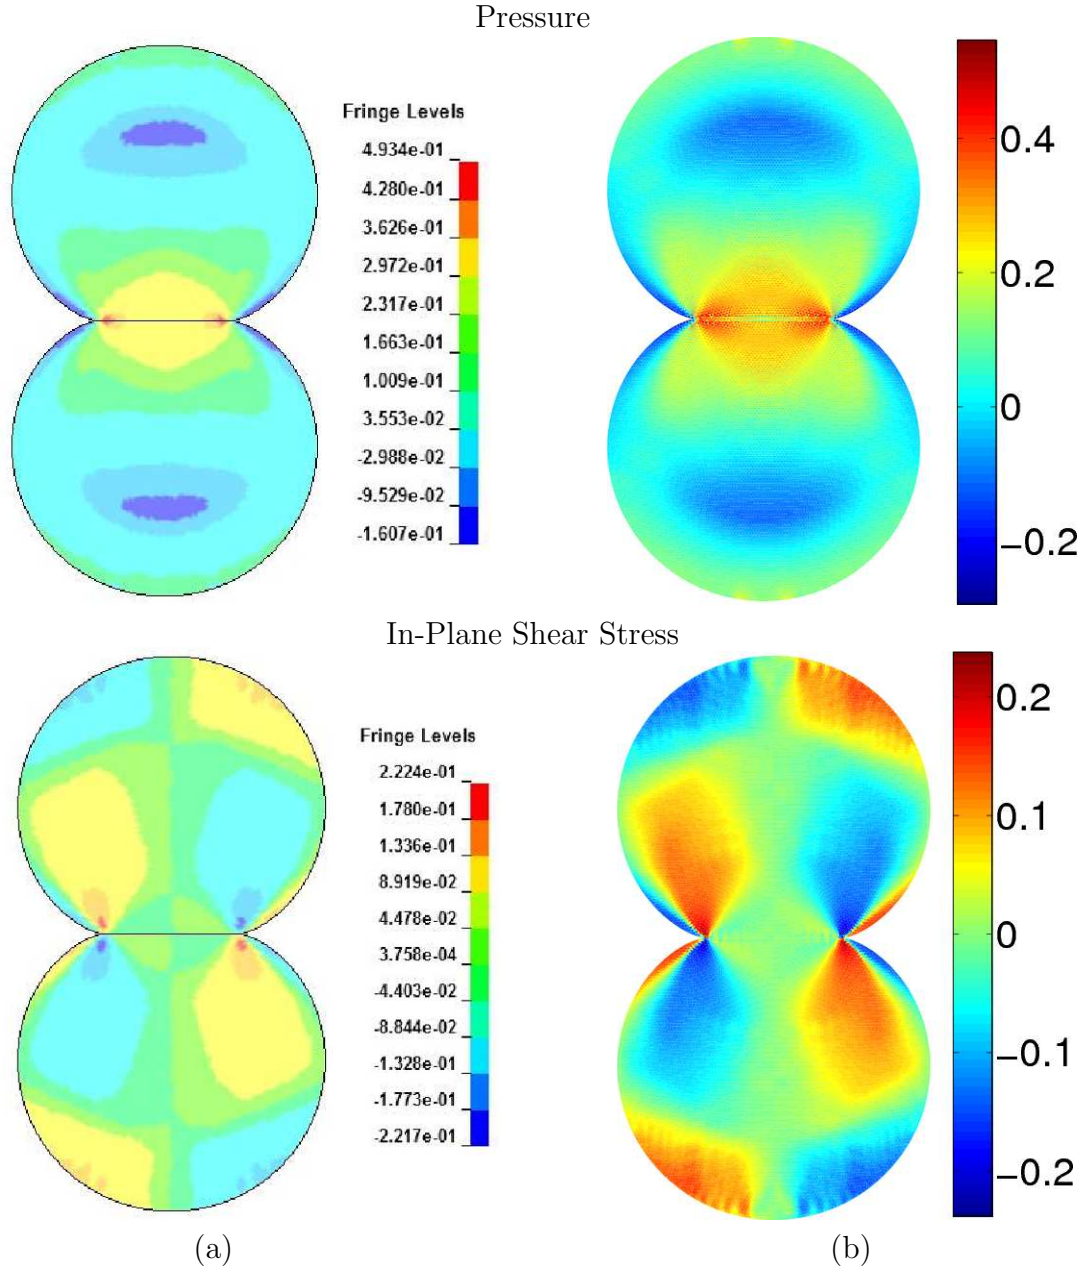 Pressure
Fringe Levels
4.934e-01
4.280e-01
3.626e-01
2.972e-01
2.317e-01
1.663e-01
1.009e-01
3.553e-02
-2.988e-02
-9.529e-02
-1.607e-01
0.4
0.2
0
−0.2
In-Plane Shear Stress
Fringe Levels
2.224e-01
1.780e-01
1.336e-01
8.919e-02
4.478e-02
3.758e-04
-4.403e-02
-8.844e-02
-1.328e-01
-1.773e-01
-2.217e-01
0.2
0.1
0
−0.1
−0.2
(a)
(b)